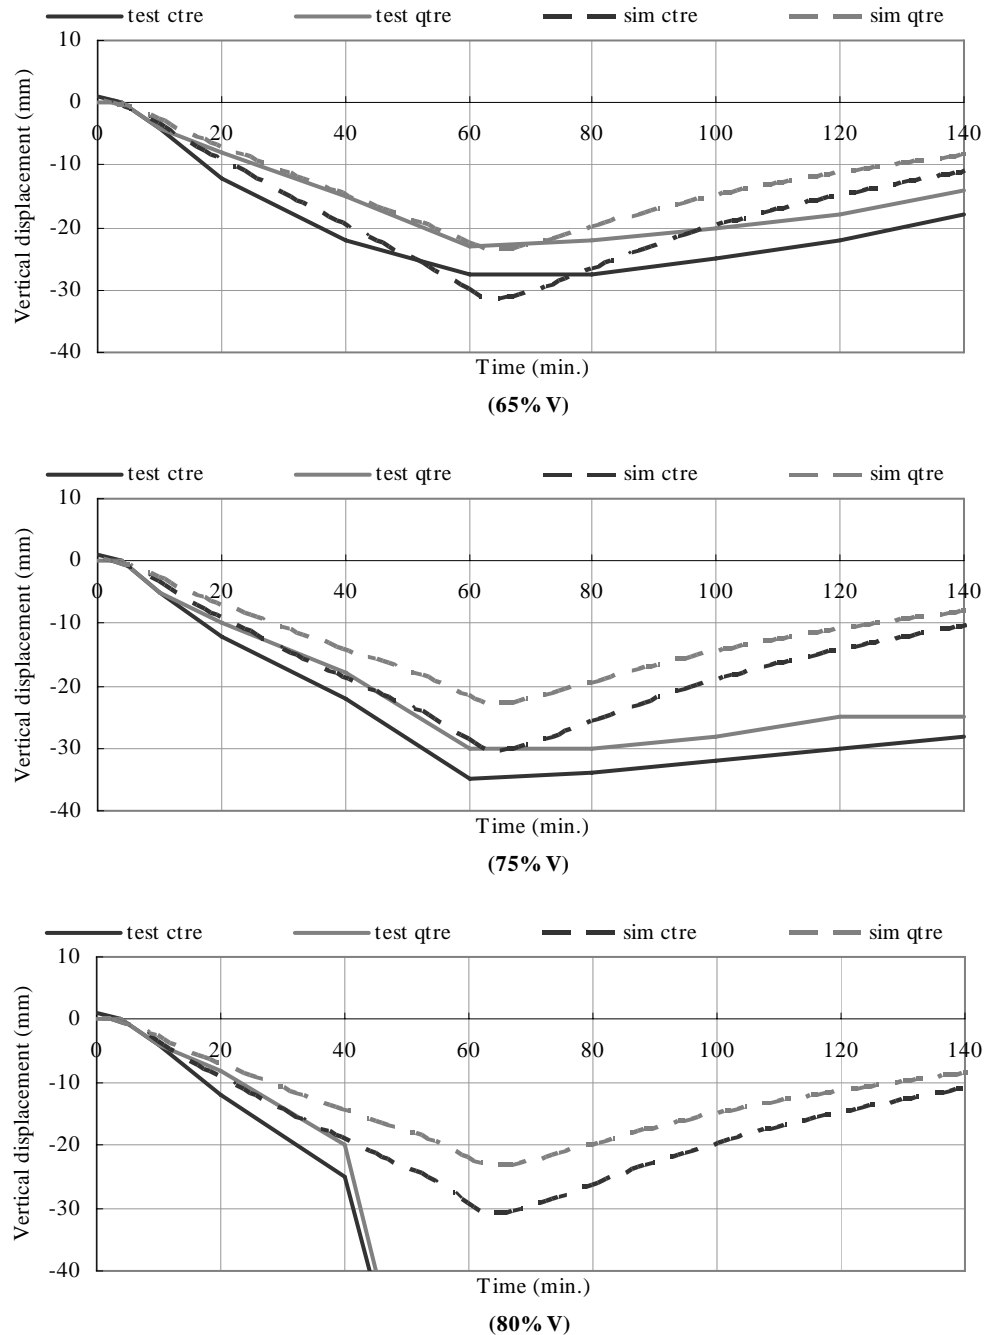 test ctre test qtre sim ctre sim qtre
10
0
0 20 40 60 80 100 120 140
-10
-20
-30
-40
Vertical displacement (mm)
Time (min.)
(65% V)
test ctre test qtre sim ctre sim qtre
10
0
0 20 40 60 80 100 120 140
-10
-20
-30
-40
Vertical displacement (mm)
Time (min.)
(75% V)
test ctre test qtre sim ctre sim qtre
10
0
0 20 40 60 80 100 120 140
-10
-20
-30
-40
Vertical displacement (mm)
Time (min.)
(80% V)